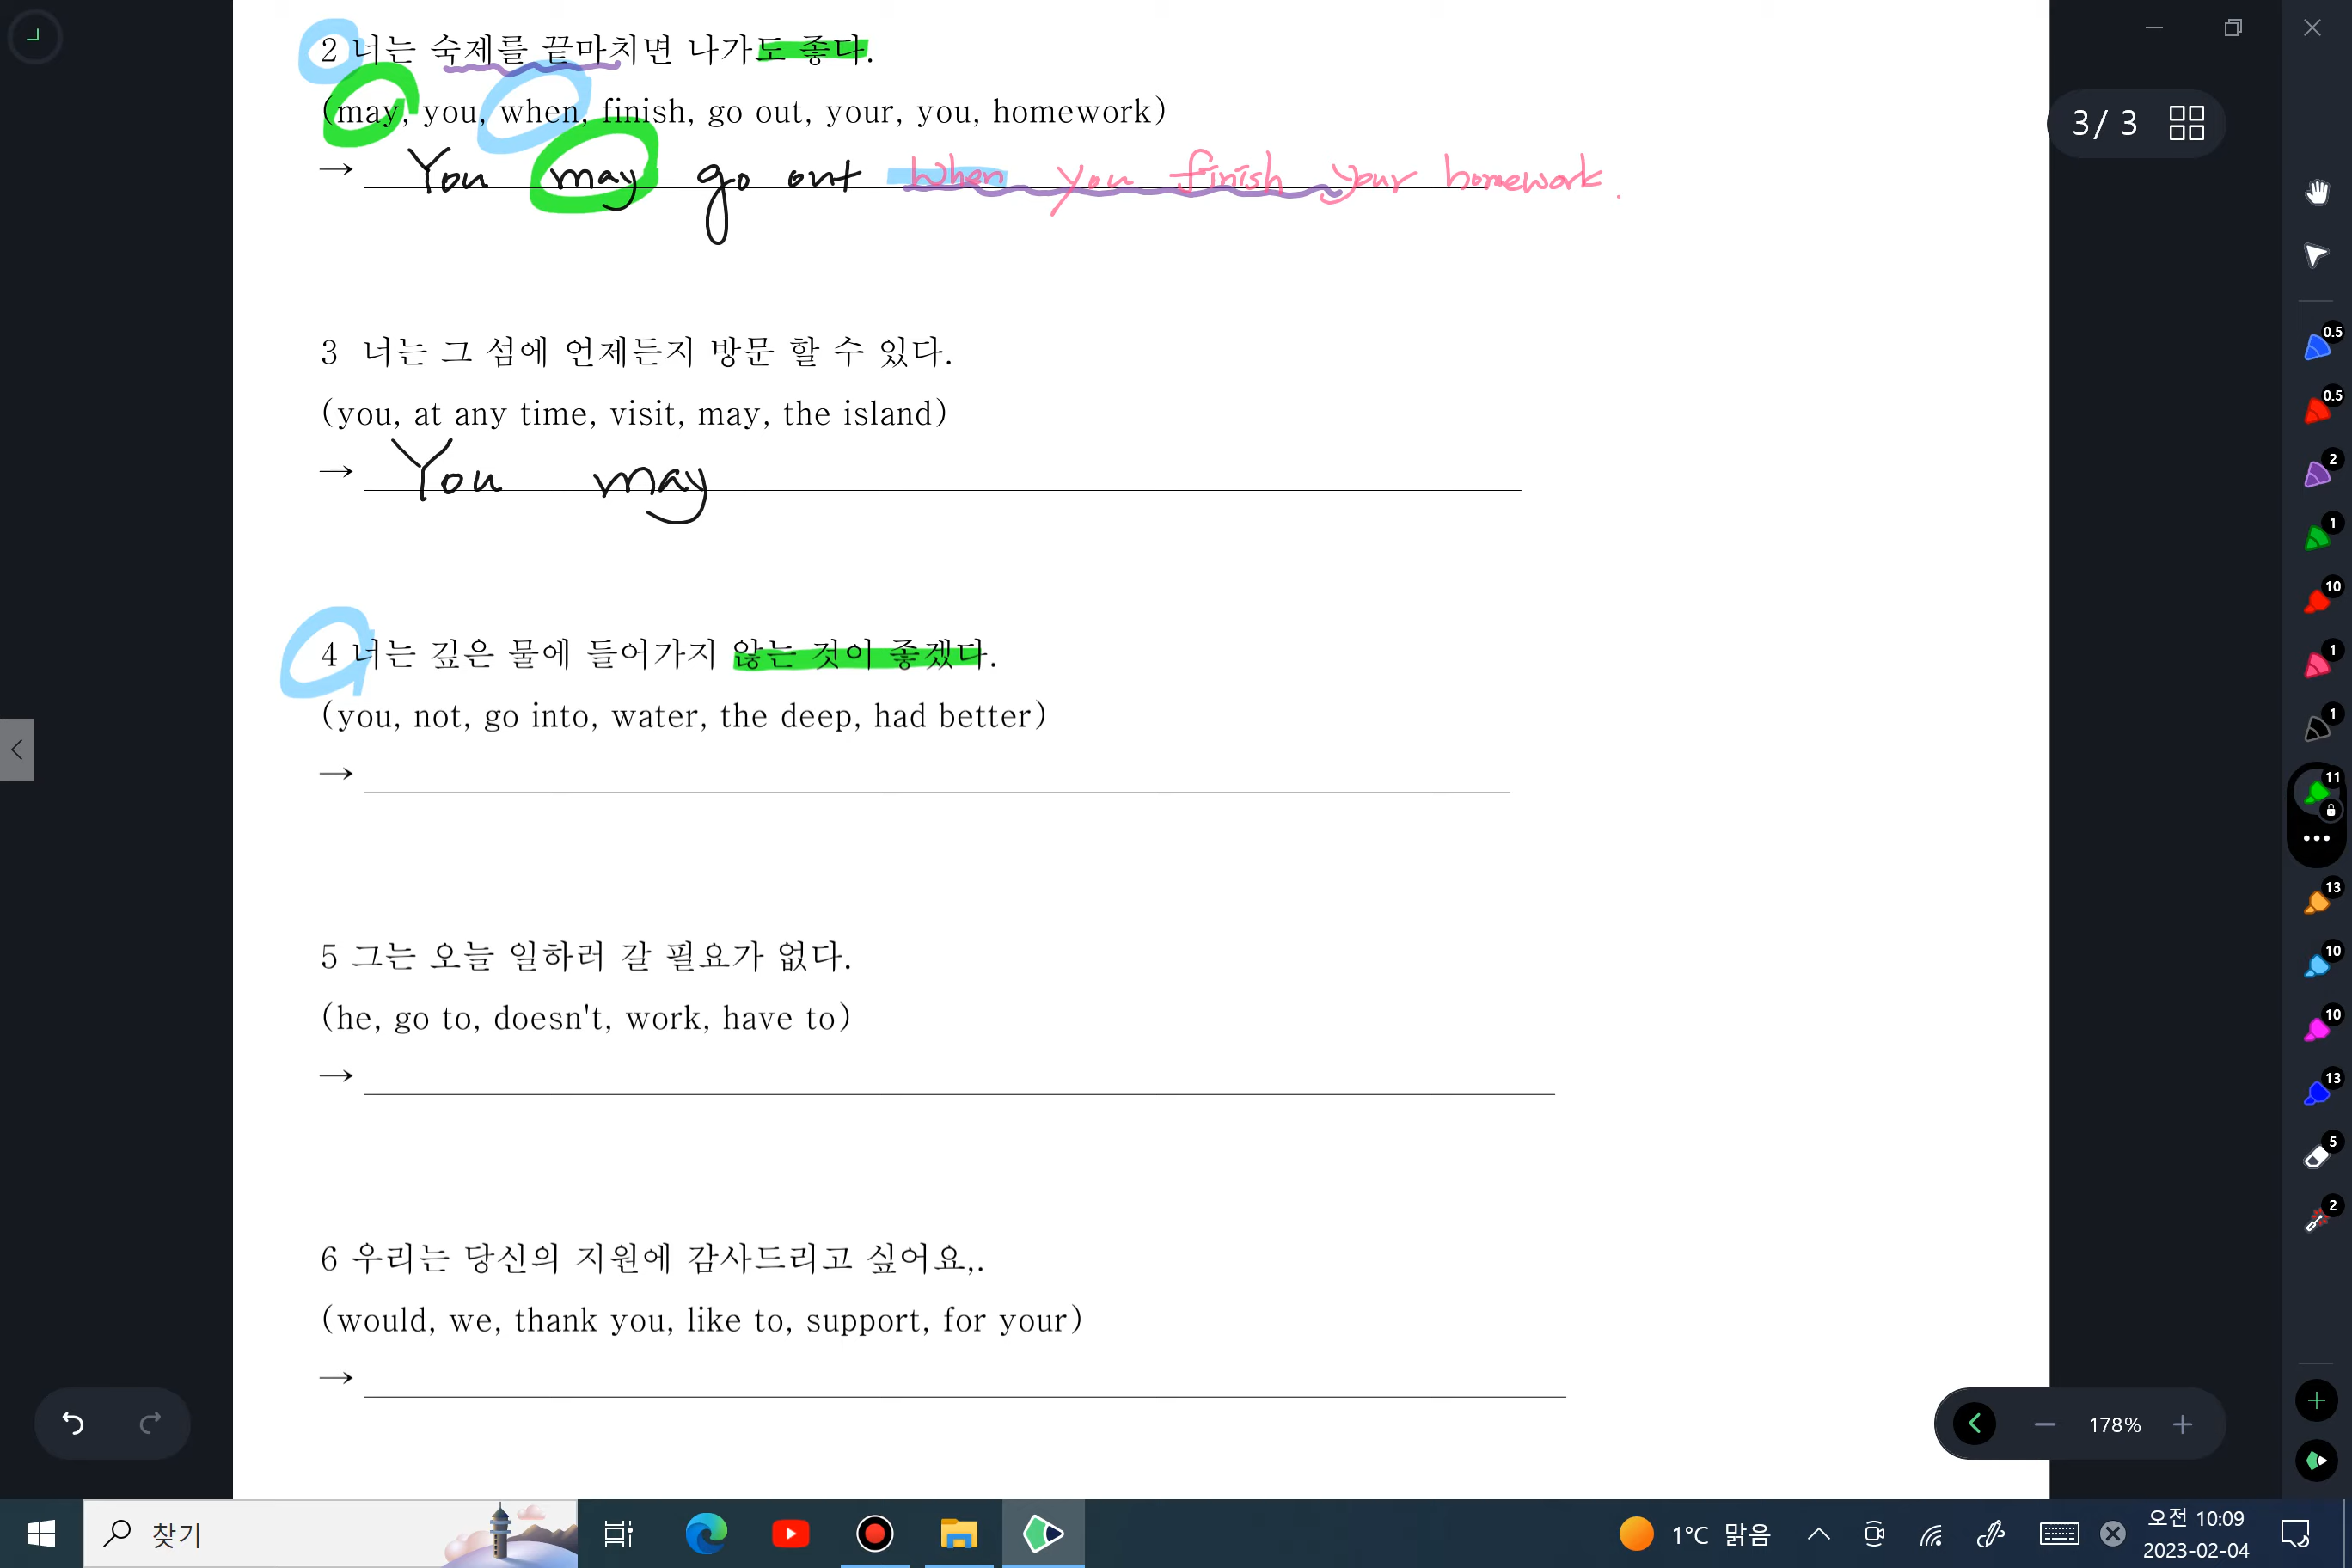 2 너는 숙제를 끝마치면 나가도 좋다.
(may, you, when, finish, go out, your, you, homework)
→ You may go out when you finish your homework.
3 / 3
3 너는 그 섬에 언제든지 방문 할 수 있다.
(you, at any time, visit, may, the island)
→ You may
4 너는 깊은 물에 들어가지 않는 것이 좋겠다.
(you, not, go into, water, the deep, had better)
→
5 그는 오늘 일하러 갈 필요가 없다.
(he, go to, doesn't, work, have to)
→
6 우리는 당신의 지원에 감사드리고 싶어요,.
(would, we, thank you, like to, support, for your)
→
0.5
0.5
2
1
10
1
1
11
13
10
10
13
5
2
178%
찾기
1°C 맑음
오전 10:09
2023-02-04